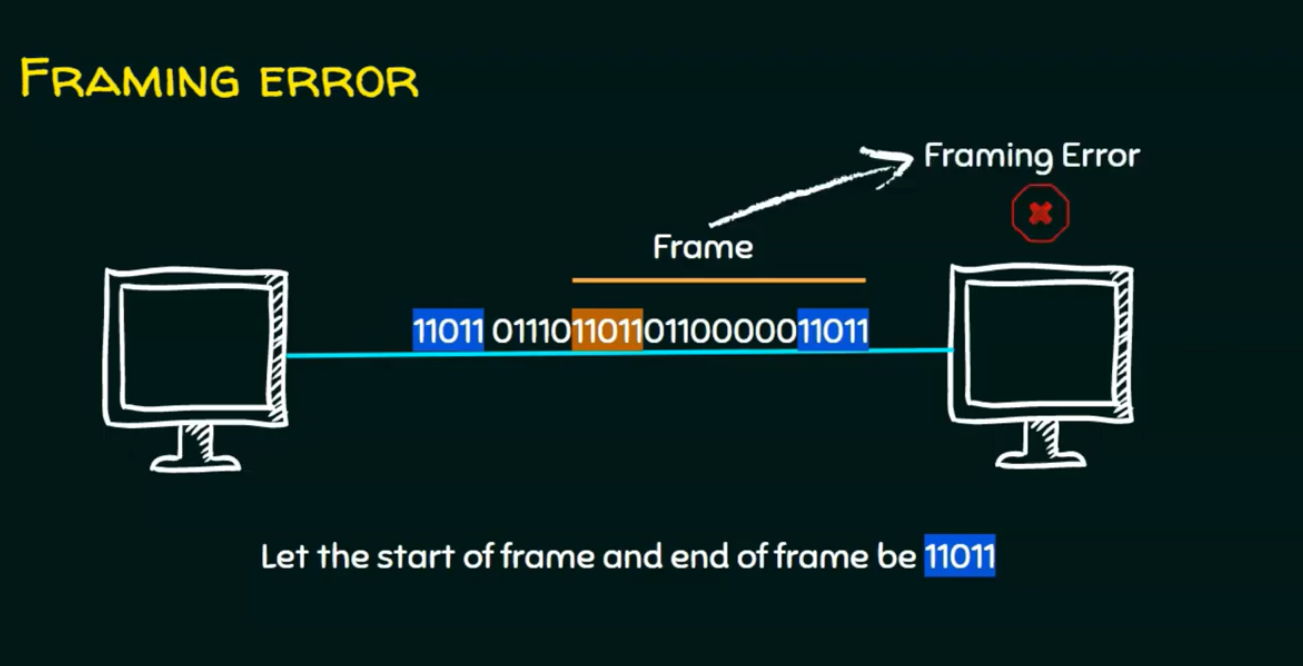 FRAMING ERROR
Framing Error
Frame
11011 01110110110110000011011
Let the start of frame and end of frame be 11011